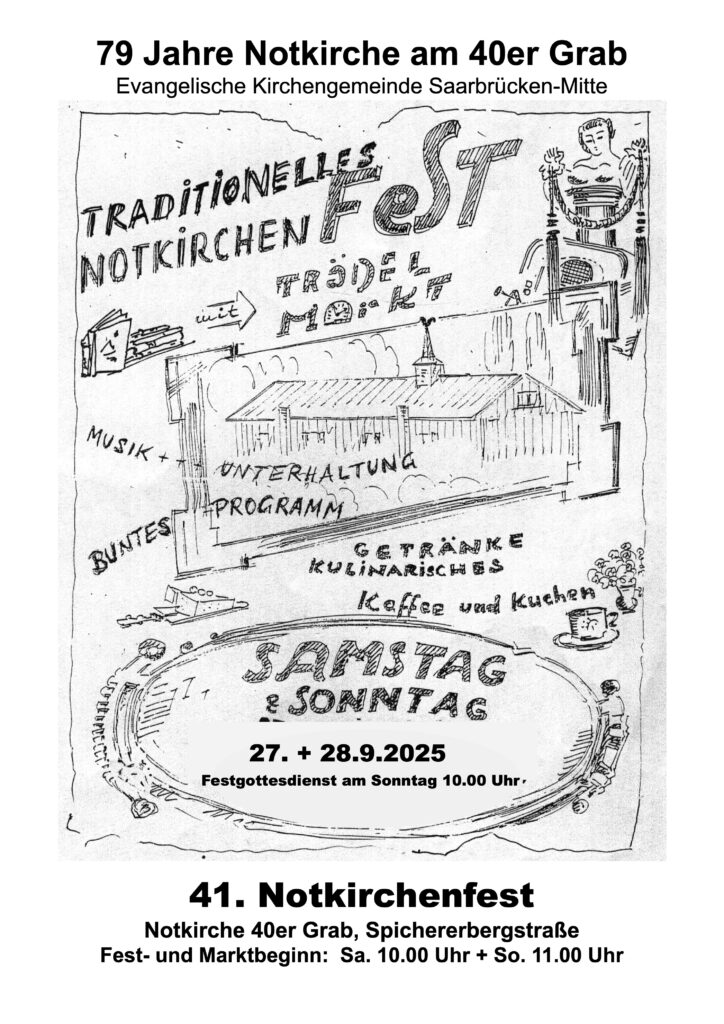 79 Jahre Notkirche am 40er Grab
Evangelische Kirchengemeinde Saarbrücken-Mitte
TRADITIONELLES
NOTKIRCHEN FEST
mit TRÖDEL
MARKT
MUSIK + +
UNTERHALTUNG
BUNTES PROGRAMM
GETRÄNKE
KULINARISCHES
Kaffee und Kuchen
SAMSTAG
& SONNTAG
27. + 28.9.2025
Festgottesdienst am Sonntag 10.00 Uhr
41. Notkirchenfest
Notkirche 40er Grab, Spichererbergstraße
Fest- und Marktbeginn: Sa. 10.00 Uhr + So. 11.00 Uhr